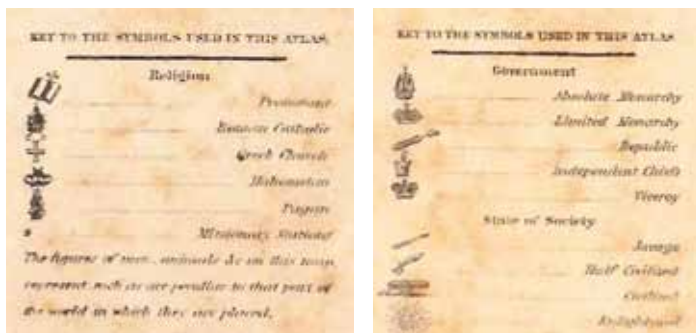 KEY TO THE SYMBOLS USED IN THIS ATLAS.
Religion
Protestant
Roman Catholic
Greek Church
Mahometan
Pagan
Missionary Stations
The figures of men, animals &c on this map
represent such as are peculiar to that part of
the world in which they are placed.
KEY TO THE SYMBOLS USED IN THIS ATLAS
Government
Absolute Monarchy
Limited Monarchy
Republic
Independent Chiefs
Viceroy
State of Society
Savage
Half Civilized
Civilized
Enlightened